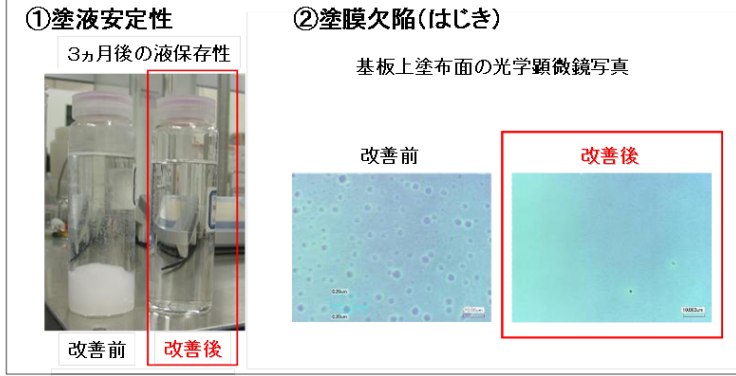 ①塗液安定性
3ヵ月後の液保存性
改善前
改善後
②塗膜欠陥(はじき)
基板上塗布面の光学顕微鏡写真
改善前
改善後